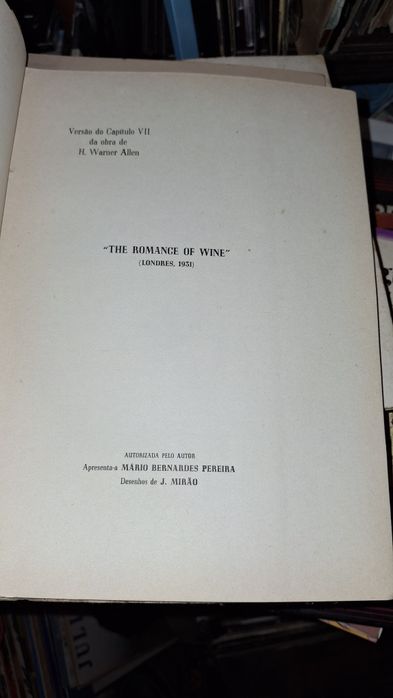 Versão do Capítulo VII
da obra de
H. Warner Allen
"THE ROMANCE OF WINE"
(LONDRES, 1931)
AUTORIZADA PELO AUTOR
Apresenta-a MÁRIO BERNARDES PEREIRA
Desenhos de J. MIRÃO